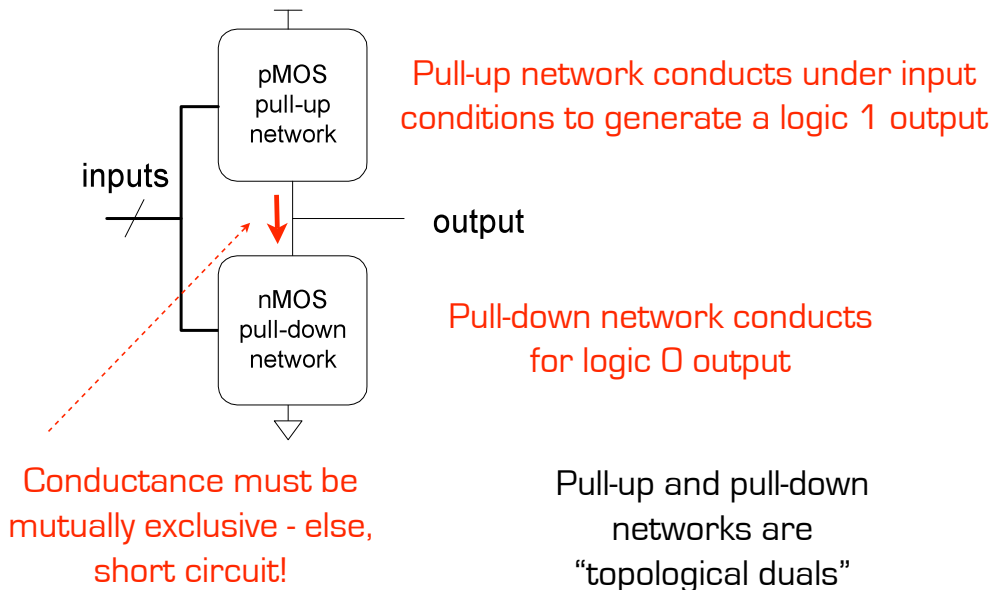 pMOS
pull-up
network
Pull-up network conducts under input
conditions to generate a logic 1 output
inputs
output
nMOS
pull-down
network
Pull-down network conducts
for logic 0 output
Conductance must be
mutually exclusive - else,
short circuit!
Pull-up and pull-down
networks are
“topological duals”